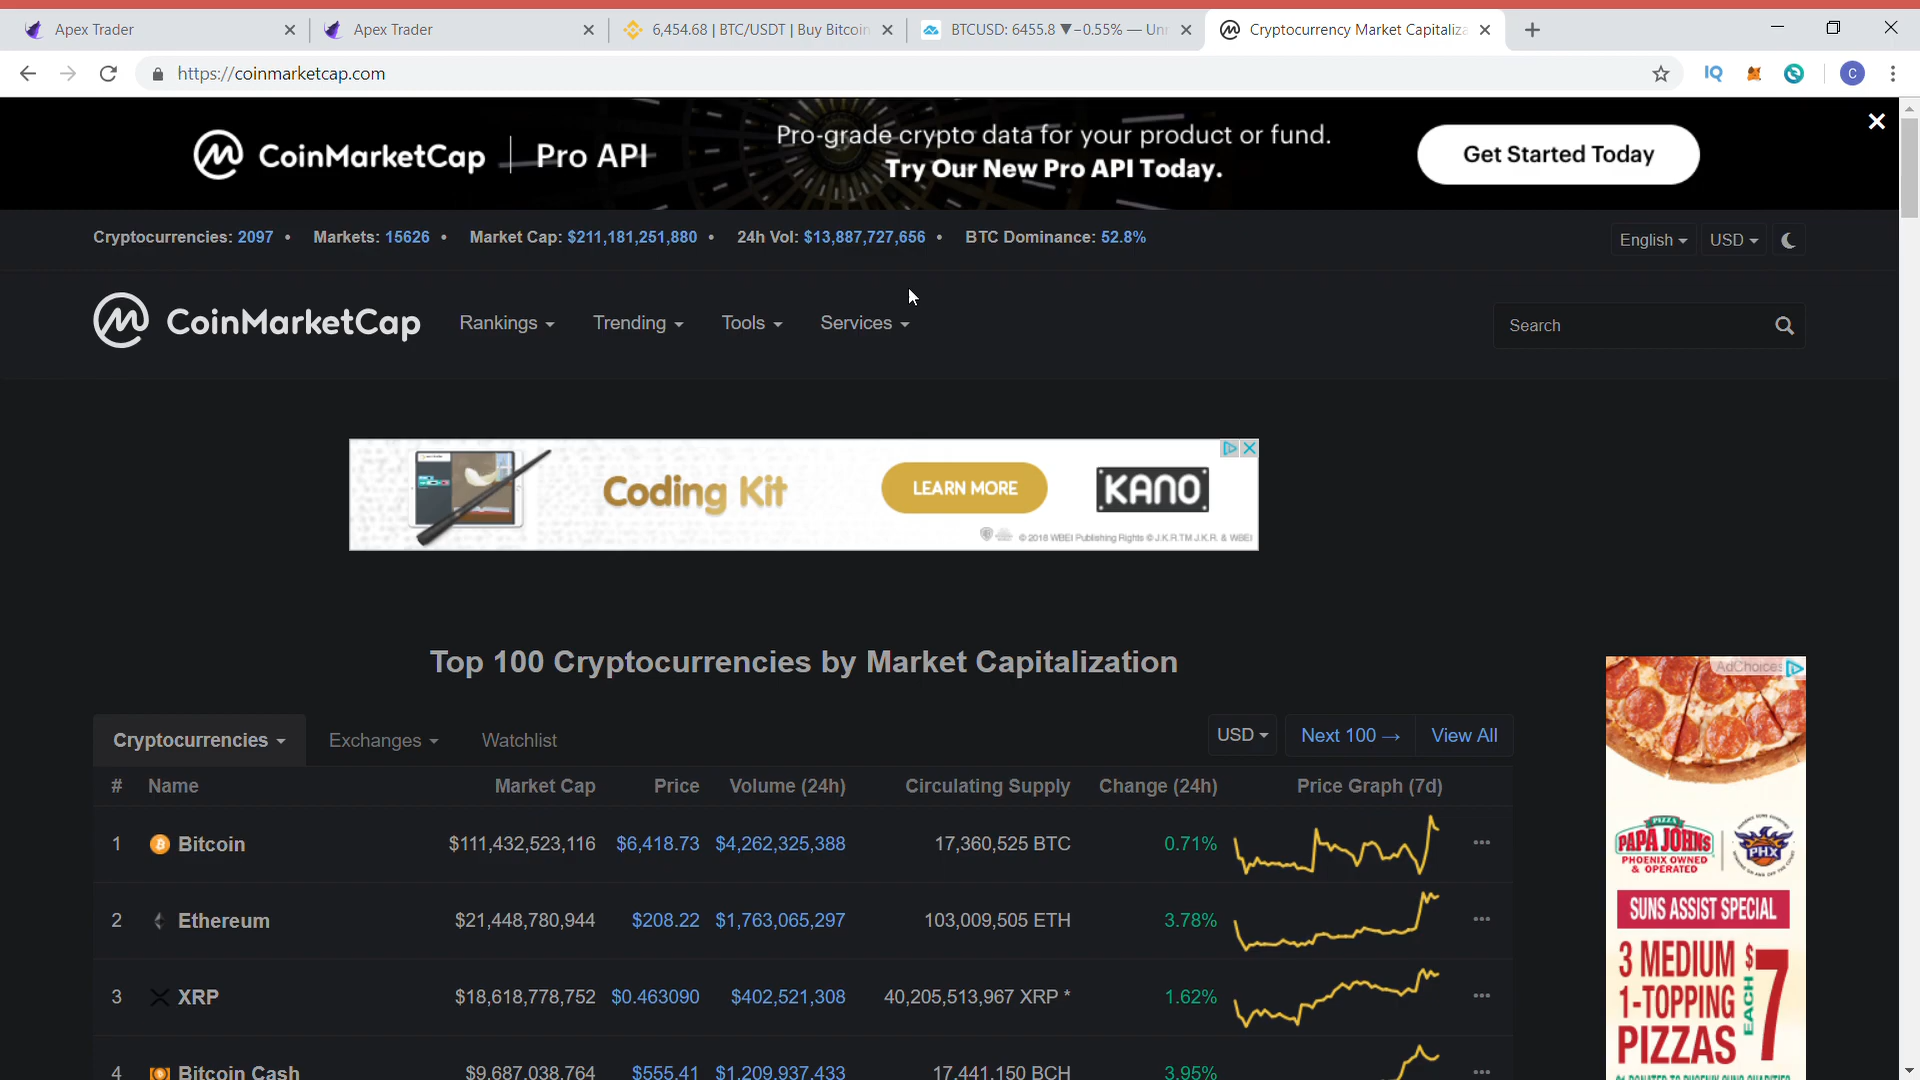 Apex Trader
Apex Trader
6,454.68 | BTC/USDT | Buy Bitcoin
BTCUSD: 6455.8 ▼−0.55% — Un
Cryptocurrency Market Capitaliza
https://coinmarketcap.com
IQ
C
CoinMarketCap | Pro API
Pro-grade crypto data for your product or fund.
Try Our New Pro API Today.
Get Started Today
Cryptocurrencies: 2097 • Markets: 15626 • Market Cap: $211,181,251,880 • 24h Vol: $13,887,727,656 • BTC Dominance: 52.8%
English
USD
CoinMarketCap
Rankings
Trending
Tools
Services
Search
Coding Kit
LEARN MORE
KANO
© 2018 WBEI Publishing Rights © J.K.R.TM J.K.R. & WBEI
Top 100 Cryptocurrencies by Market Capitalization
Cryptocurrencies
Exchanges
Watchlist
USD
Next 100 →
View All
# Name Market Cap Price Volume (24h) Circulating Supply Change (24h) Price Graph (7d)
1 Bitcoin $111,432,523,116 $6,418.73 $4,262,325,388 17,360,525 BTC 0.71%
2 Ethereum $21,448,780,944 $208.22 $1,763,065,297 103,009,505 ETH 3.78%
3 XRP $18,618,778,752 $0.463090 $402,521,308 40,205,513,967 XRP * 1.62%
4 Bitcoin Cash $9,687,038,764 $555.41 $1,209,937,433 17,441,150 BCH 3.95%
AdChoices
PIZZA
PAPA JOHNS
PHOENIX OWNED
& OPERATED
PHX
SUNS ASSIST SPECIAL
3 MEDIUM
1-TOPPING
PIZZAS
$7
EACH